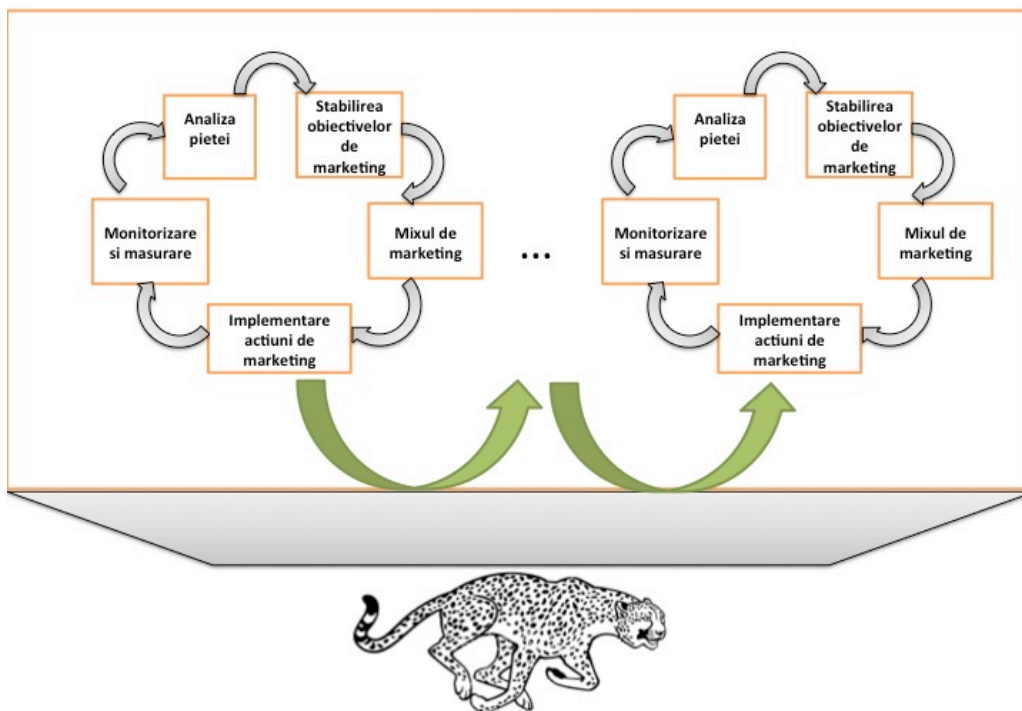 Analiza
pietei
Stabilirea
obiectivelor
de
marketing
Mixul de
marketing
Implementare
actiuni de
marketing
Monitorizare
si masurare
...
Analiza
pietei
Stabilirea
obiectivelor
de
marketing
Mixul de
marketing
Implementare
actiuni de
marketing
Monitorizare
si masurare